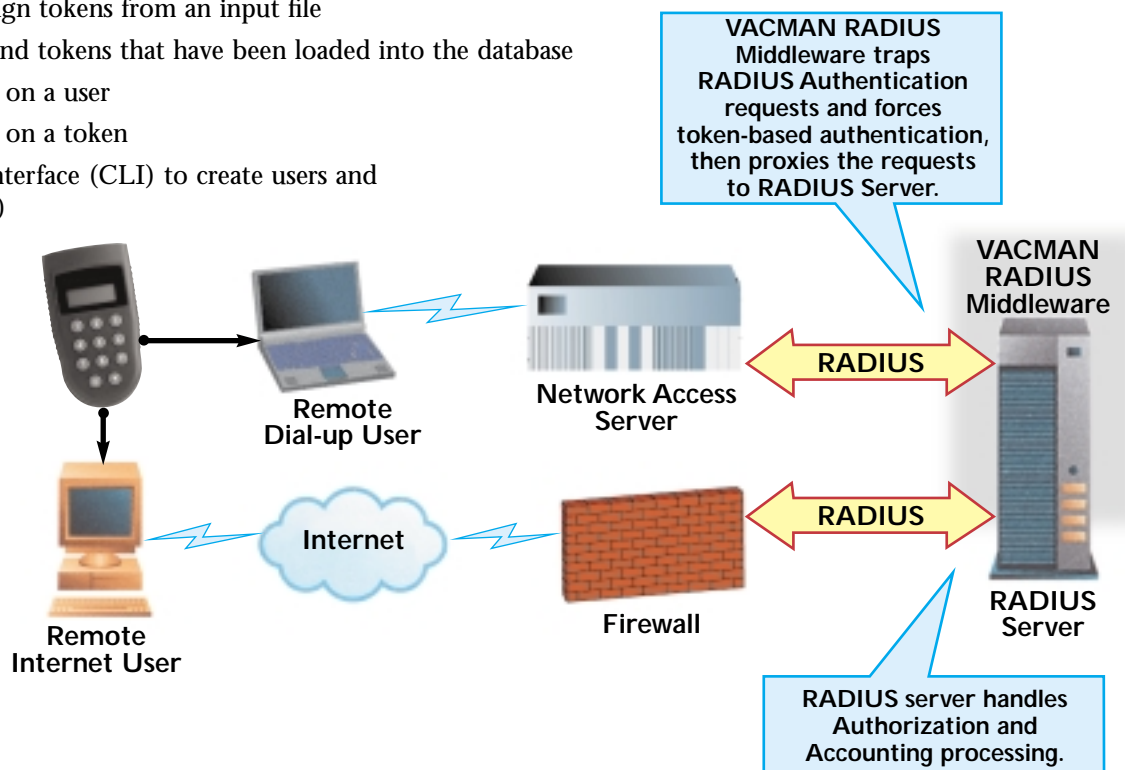 ign tokens from an input file
nd tokens that have been loaded into the database
on a user
on a token
nterface (CLI) to create users and
)
VACMAN RADIUS
Middleware traps
RADIUS Authentication
requests and forces
token-based authentication,
then proxies the requests
to RADIUS Server.
VACMAN
RADIUS
Middleware
RADIUS
Remote
Dial-up User
Network Access
Server
Internet
RADIUS
Remote
Internet User
Firewall
RADIUS
Server
RADIUS server handles
Authorization and
Accounting processing.